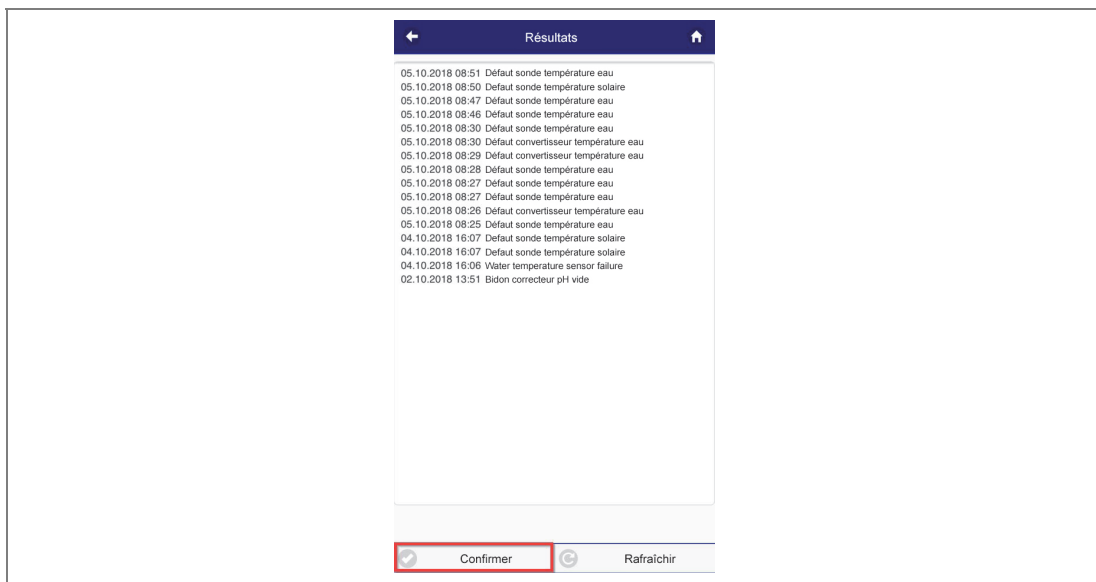 Résultats
05.10.2018 08:51 Défaut sonde température eau
05.10.2018 08:50 Defaut sonde température solaire
05.10.2018 08:47 Défaut sonde température eau
05.10.2018 08:46 Défaut sonde température eau
05.10.2018 08:30 Défaut sonde température eau
05.10.2018 08:30 Défaut convertisseur température eau
05.10.2018 08:29 Défaut convertisseur température eau
05.10.2018 08:28 Défaut sonde température eau
05.10.2018 08:27 Défaut sonde température eau
05.10.2018 08:27 Défaut sonde température eau
05.10.2018 08:26 Défaut convertisseur température eau
05.10.2018 08:25 Défaut sonde température eau
04.10.2018 16:07 Defaut sonde température solaire
04.10.2018 16:07 Defaut sonde température solaire
04.10.2018 16:06 Water temperature sensor failure
02.10.2018 13:51 Bidon correcteur pH vide
Confirmer Rafraîchir